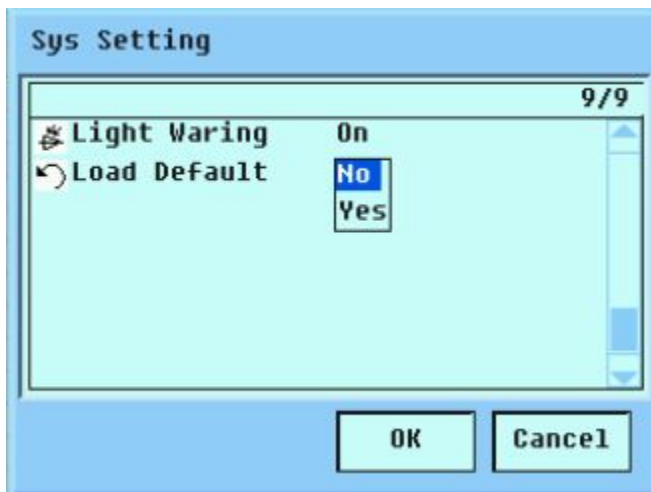 Sys Setting
9/9
Light Waring On
Load Default No
Yes
OK Cancel